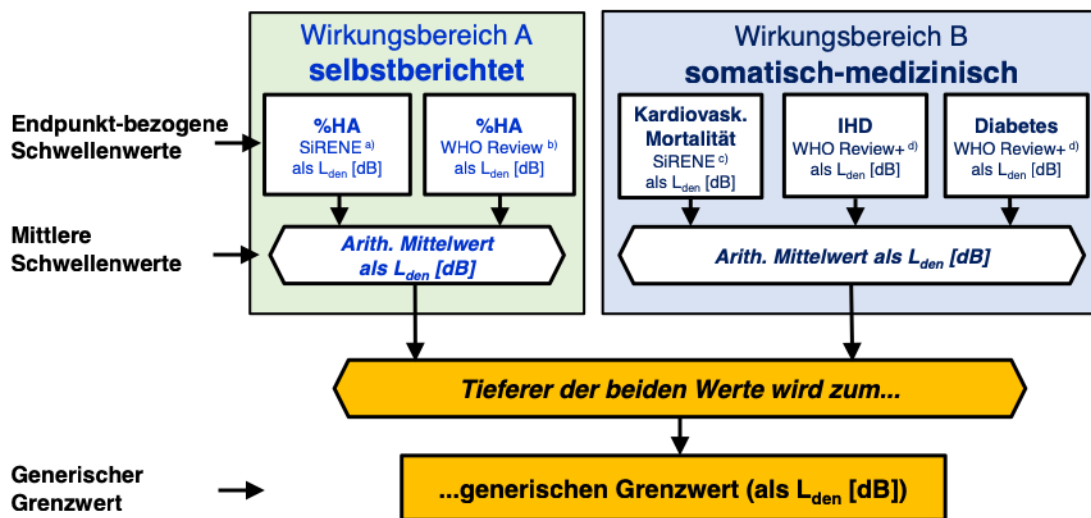 Wirkungsbereich A
selbstberichtet
Wirkungsbereich B
somatisch-medizinisch
Endpunkt-bezogene
Schwellenwerte
%HA
SiRENE a)
als Lden [dB]
%HA
WHO Review b)
als Lden [dB]
Kardiovask.
Mortalität
SiRENE c)
als Lden [dB]
IHD
WHO Review+ d)
als Lden [dB]
Diabetes
WHO Review+ d)
als Lden [dB]
Mittlere
Schwellenwerte
Arith. Mittelwert
als Lden [dB]
Arith. Mittelwert als Lden [dB]
Tieferer der beiden Werte wird zum...
Generischer
Grenzwert
...generischen Grenzwert (als Lden [dB])